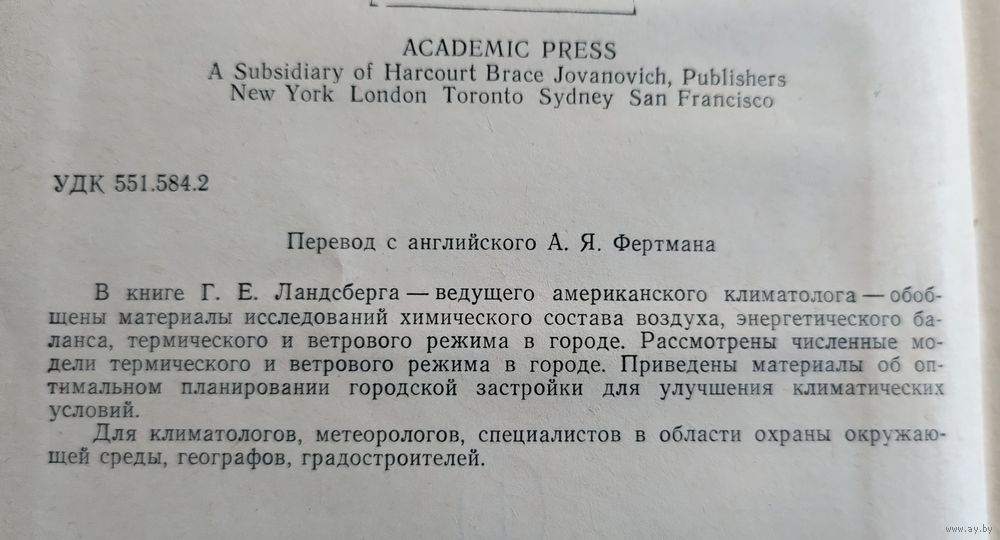 ACADEMIC PRESS
A Subsidiary of Harcourt Brace Jovanovich, Publishers
New York London Toronto Sydney San Francisco
УДК 551.584.2
Перевод с английского А. Я. Фертмана
В книге Г. Е. Ландсберга — ведущего американского климатолога — обоб-
щены материалы исследований химического состава воздуха, энергетического ба-
ланса, термического и ветрового режима в городе. Рассмотрены численные мо-
дели термического и ветрового режима в городе. Приведены материалы об оп-
тимальном планировании городской застройки для улучшения климатических
условий.
Для климатологов, метеорологов, специалистов в области охраны окружаю-
щей среды, географов, градостроителей.
www.ay.by